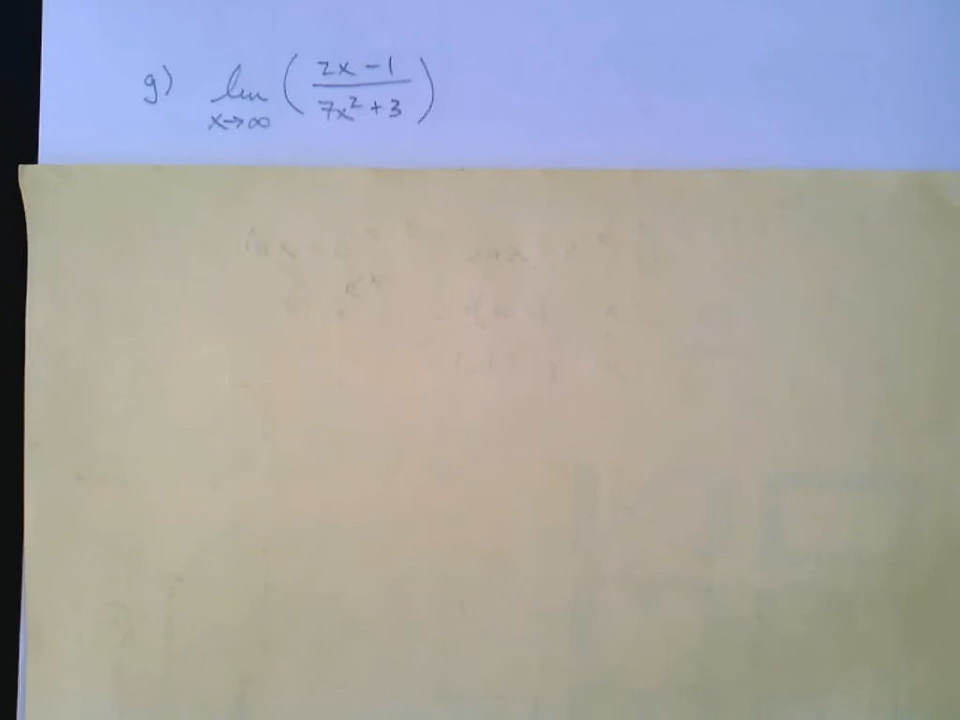 g) lim x→∞ ( (2x - 1) / (7x² + 3) )